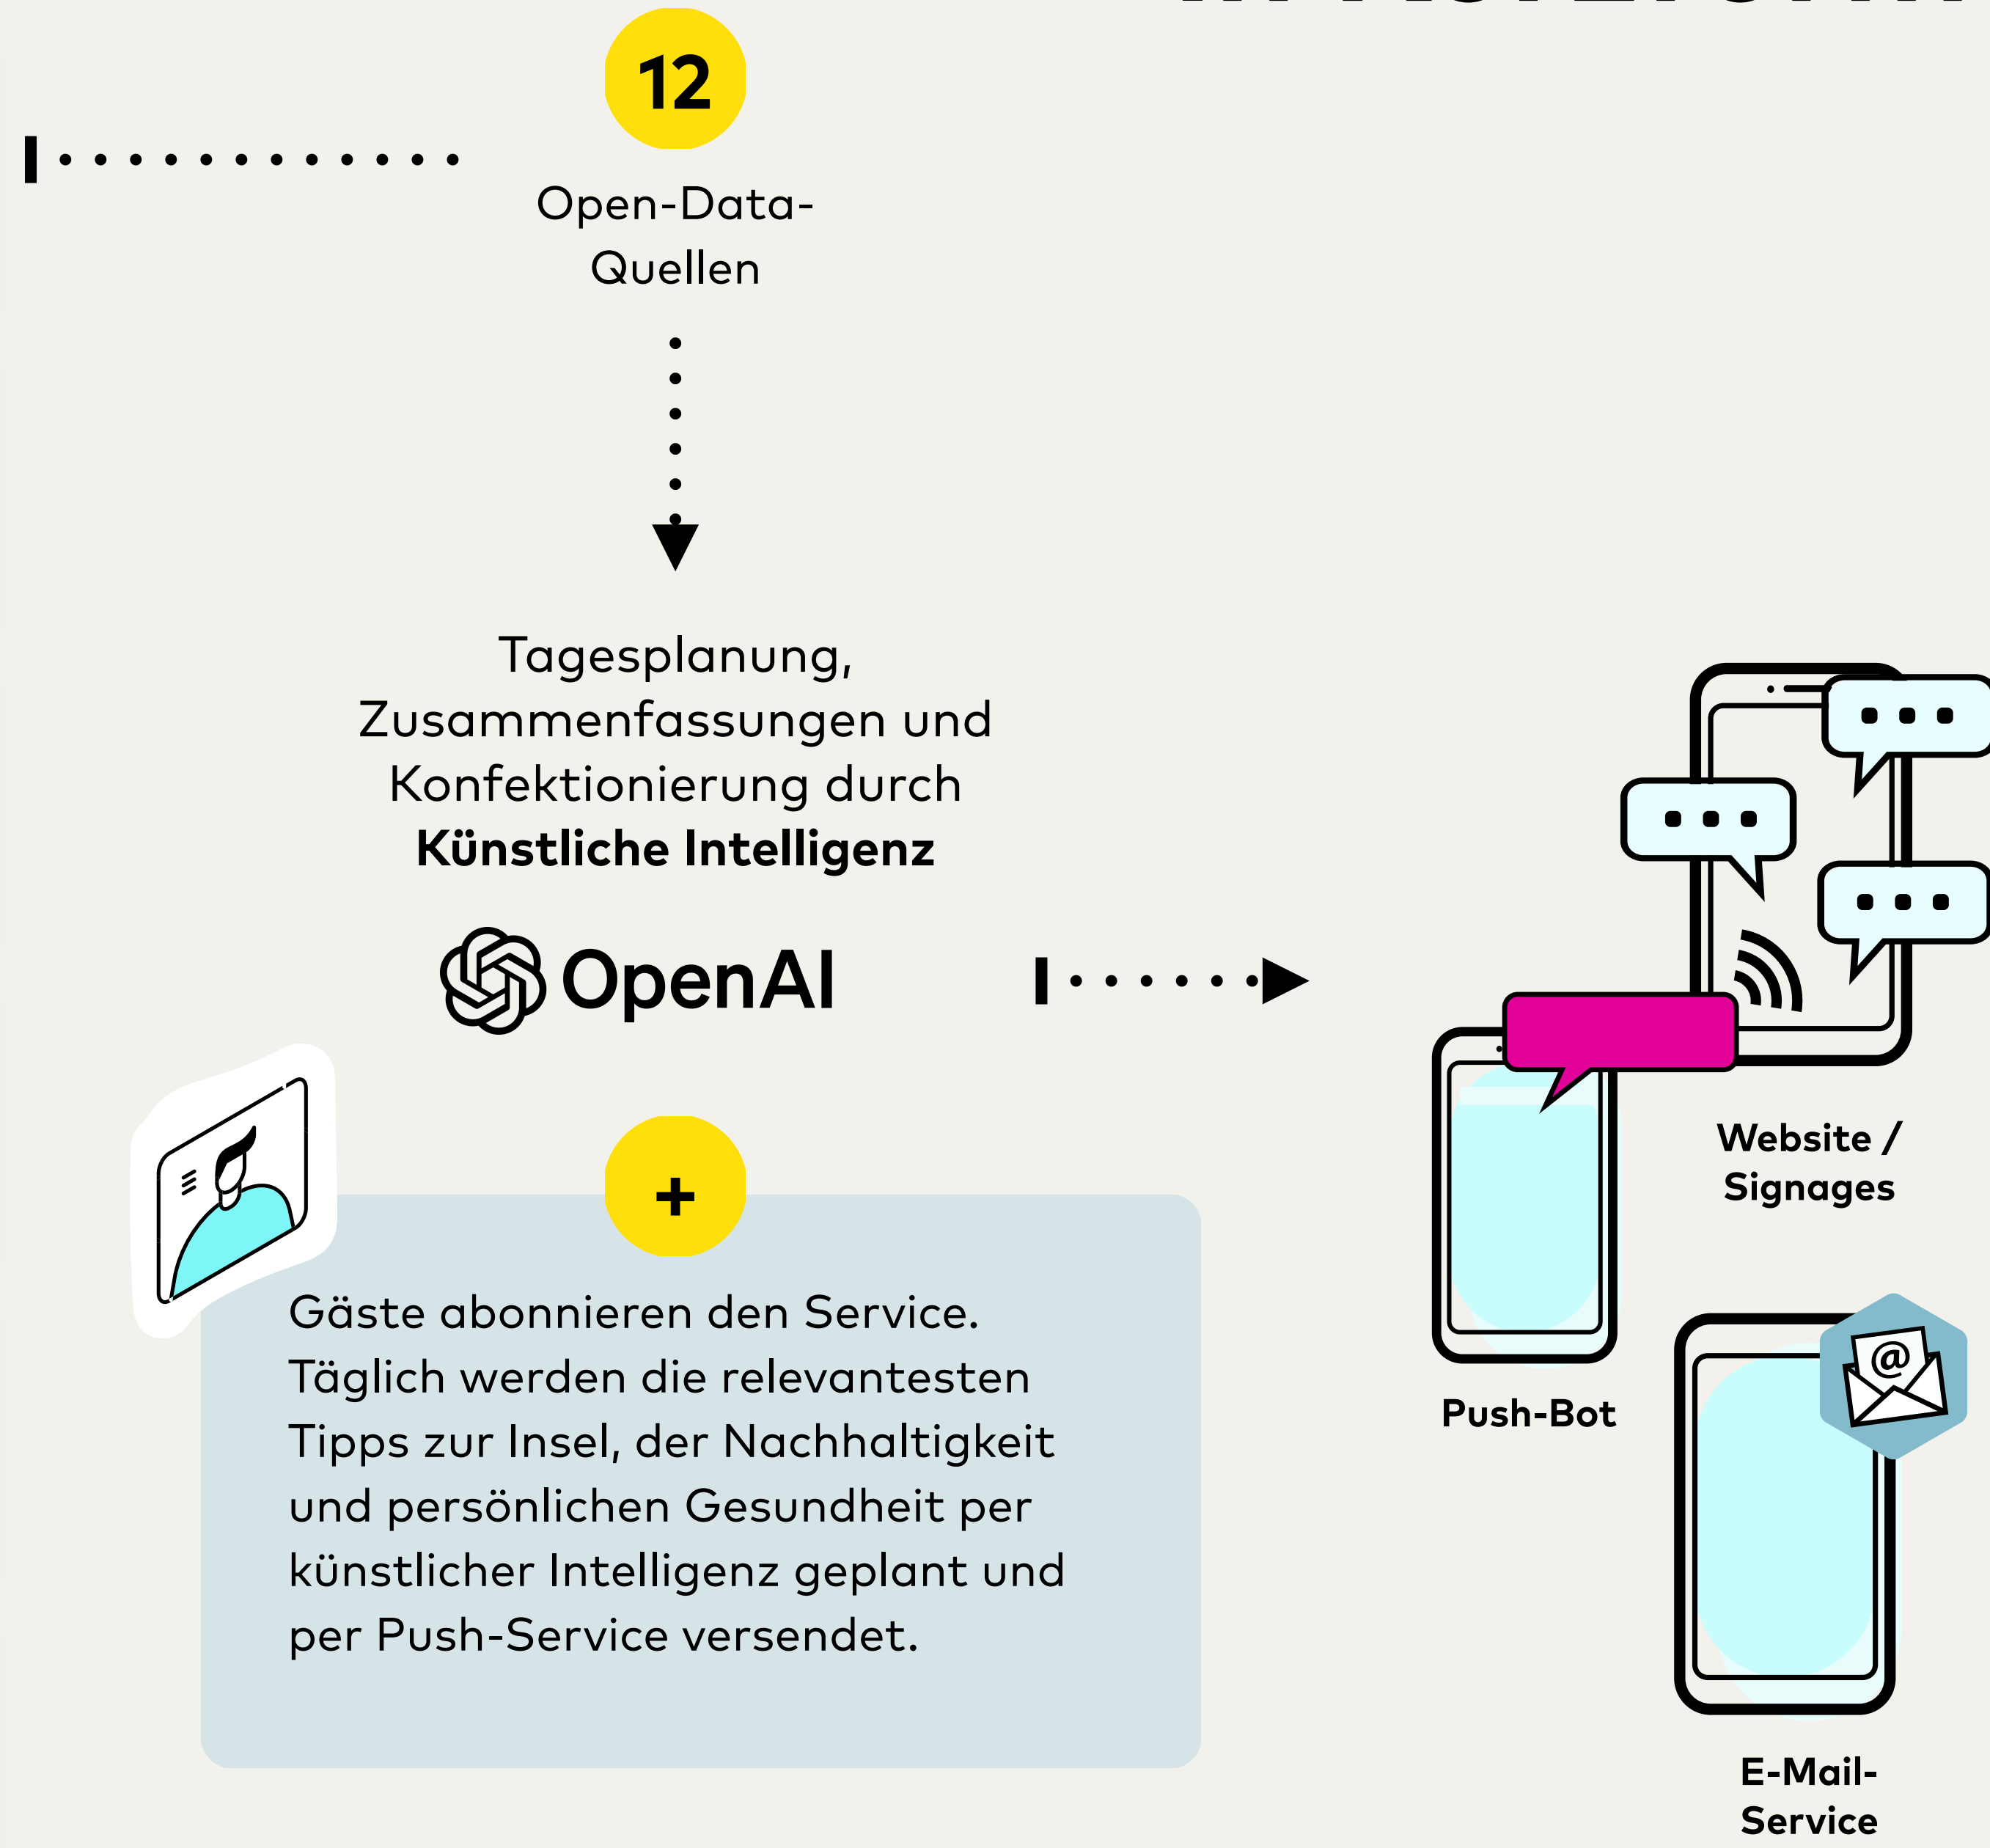 12
Open-Data-
Quellen
Tagesplanung,
Zusammenfassungen und
Konfektionierung durch
Künstliche Intelligenz
OpenAI
+
Gäste abonnieren den Service.
Täglich werden die relevantesten
Tipps zur Insel, der Nachhaltigkeit
und persönlichen Gesundheit per
künstlicher Intelligenz geplant und
per Push-Service versendet.
Website /
Signages
Push-Bot
@
E-Mail-
Service